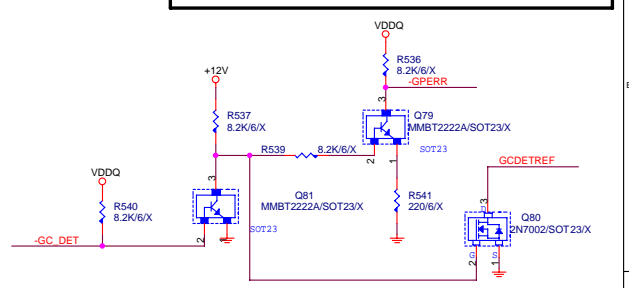 VDDQ
R536
8.2K/6/X
-GPERR
+12V
3
Q79
MMBT2222A/SOT23/X
R537
8.2K/6/X
R539
8.2K/6/X
SOT23
2
1
GCDETREF
VDDQ
3
R540
8.2K/6/X
Q81
MMBT2222A/SOT23/X
R541
220/6/X
3
D
Q80
2N7002/SOT23/X
SOT23
-GC_DET
2
G
S
2
1